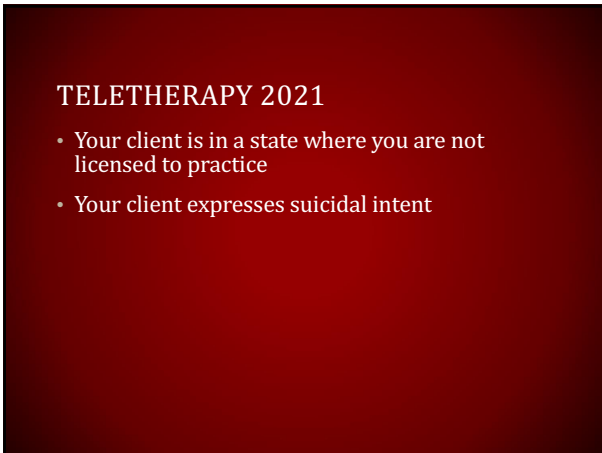 TELETHERAPY 2021
• Your client is in a state where you are not
licensed to practice
• Your client expresses suicidal intent